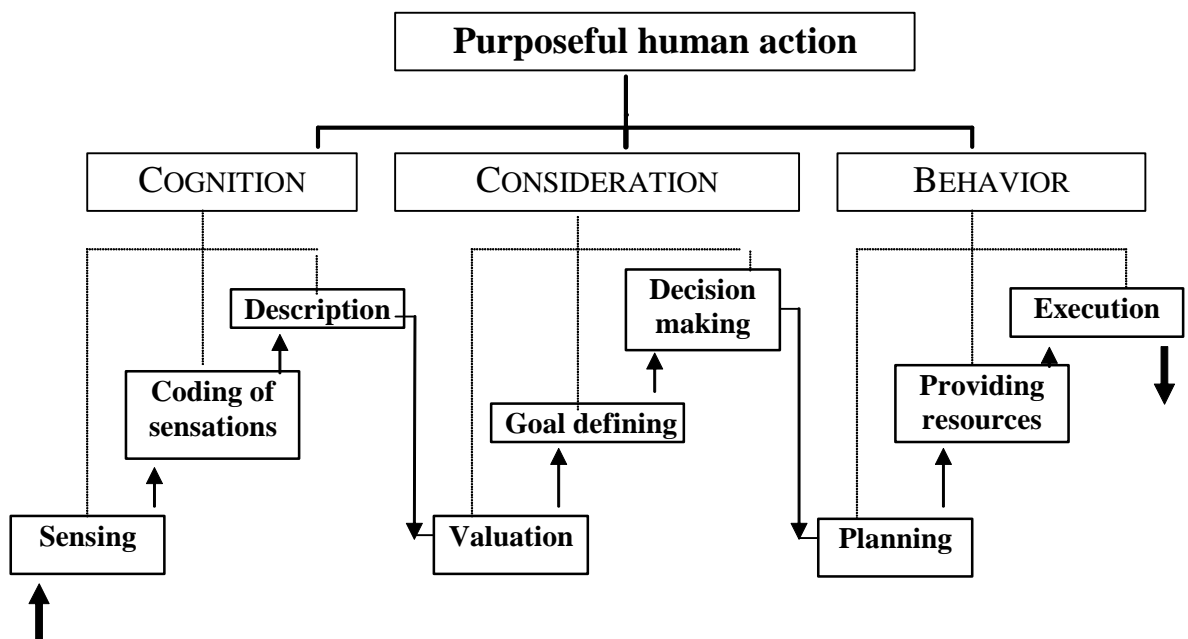 Purposeful human action
COGNITION
CONSIDERATION
BEHAVIOR
Description
Coding of
sensations
Sensing
Decision
making
Goal defining
Valuation
Execution
Providing
resources
Planning